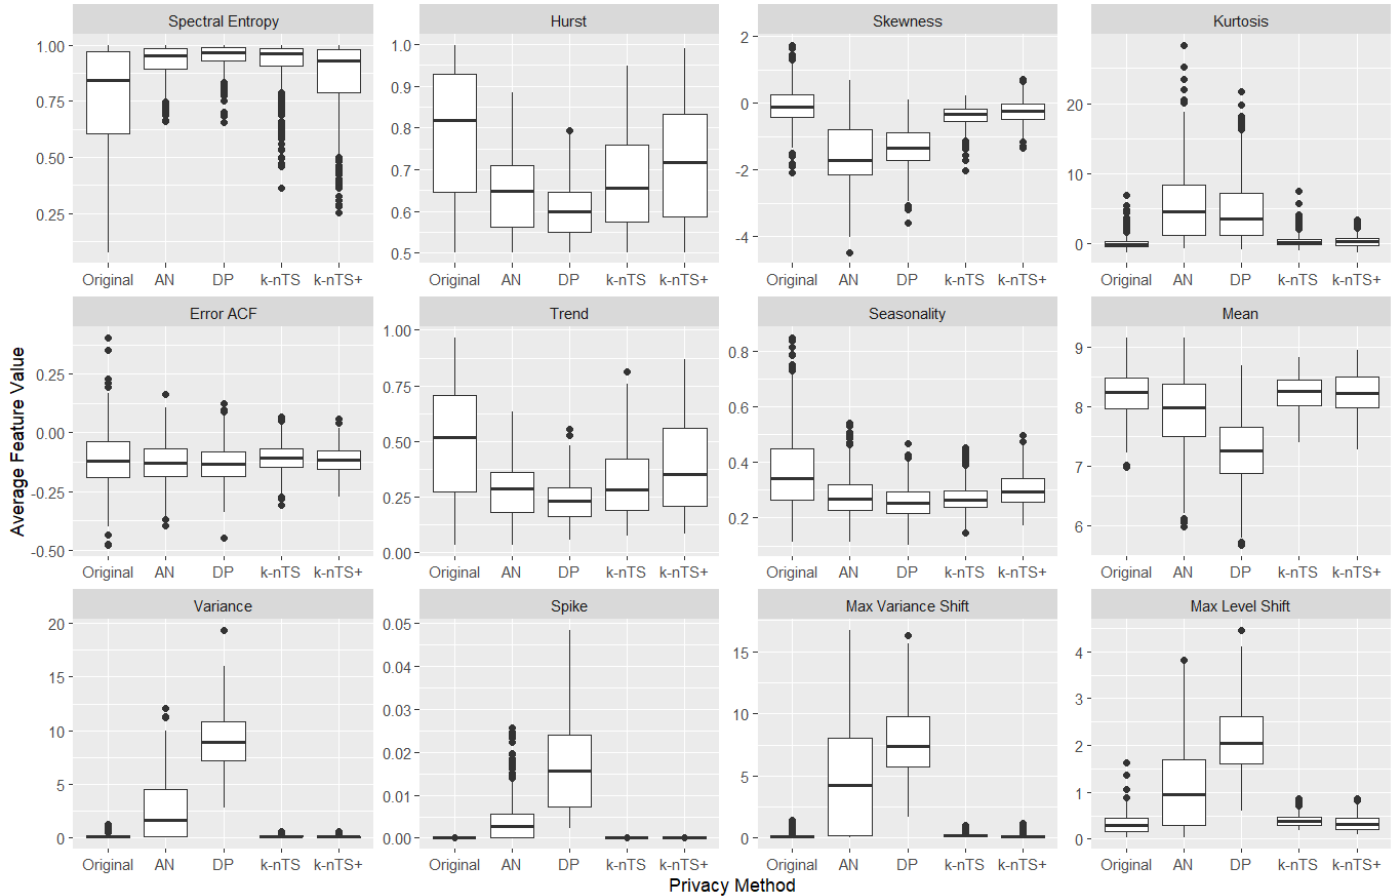 Spectral Entropy
Hurst
Skewness
Kurtosis
1.00
0.75
0.50
0.25
1.0
0.9
0.8
0.7
0.6
0.5
2
0
-2
-4
20
10
0
Original AN DP k-nTS k-nTS+
Original AN DP k-nTS k-nTS+
Original AN DP k-nTS k-nTS+
Original AN DP k-nTS k-nTS+
Average Feature Value
Error ACF
Trend
Seasonality
Mean
0.25
0.00
-0.25
-0.50
1.00
0.75
0.50
0.25
0.00
0.8
0.6
0.4
0.2
9
8
7
6
Original AN DP k-nTS k-nTS+
Original AN DP k-nTS k-nTS+
Original AN DP k-nTS k-nTS+
Original AN DP k-nTS k-nTS+
Variance
Spike
Max Variance Shift
Max Level Shift
20
15
10
5
0
0.05
0.04
0.03
0.02
0.01
0.00
15
10
5
0
4
3
2
1
0
Original AN DP k-nTS k-nTS+
Original AN DP k-nTS k-nTS+
Original AN DP k-nTS k-nTS+
Original AN DP k-nTS k-nTS+
Privacy Method